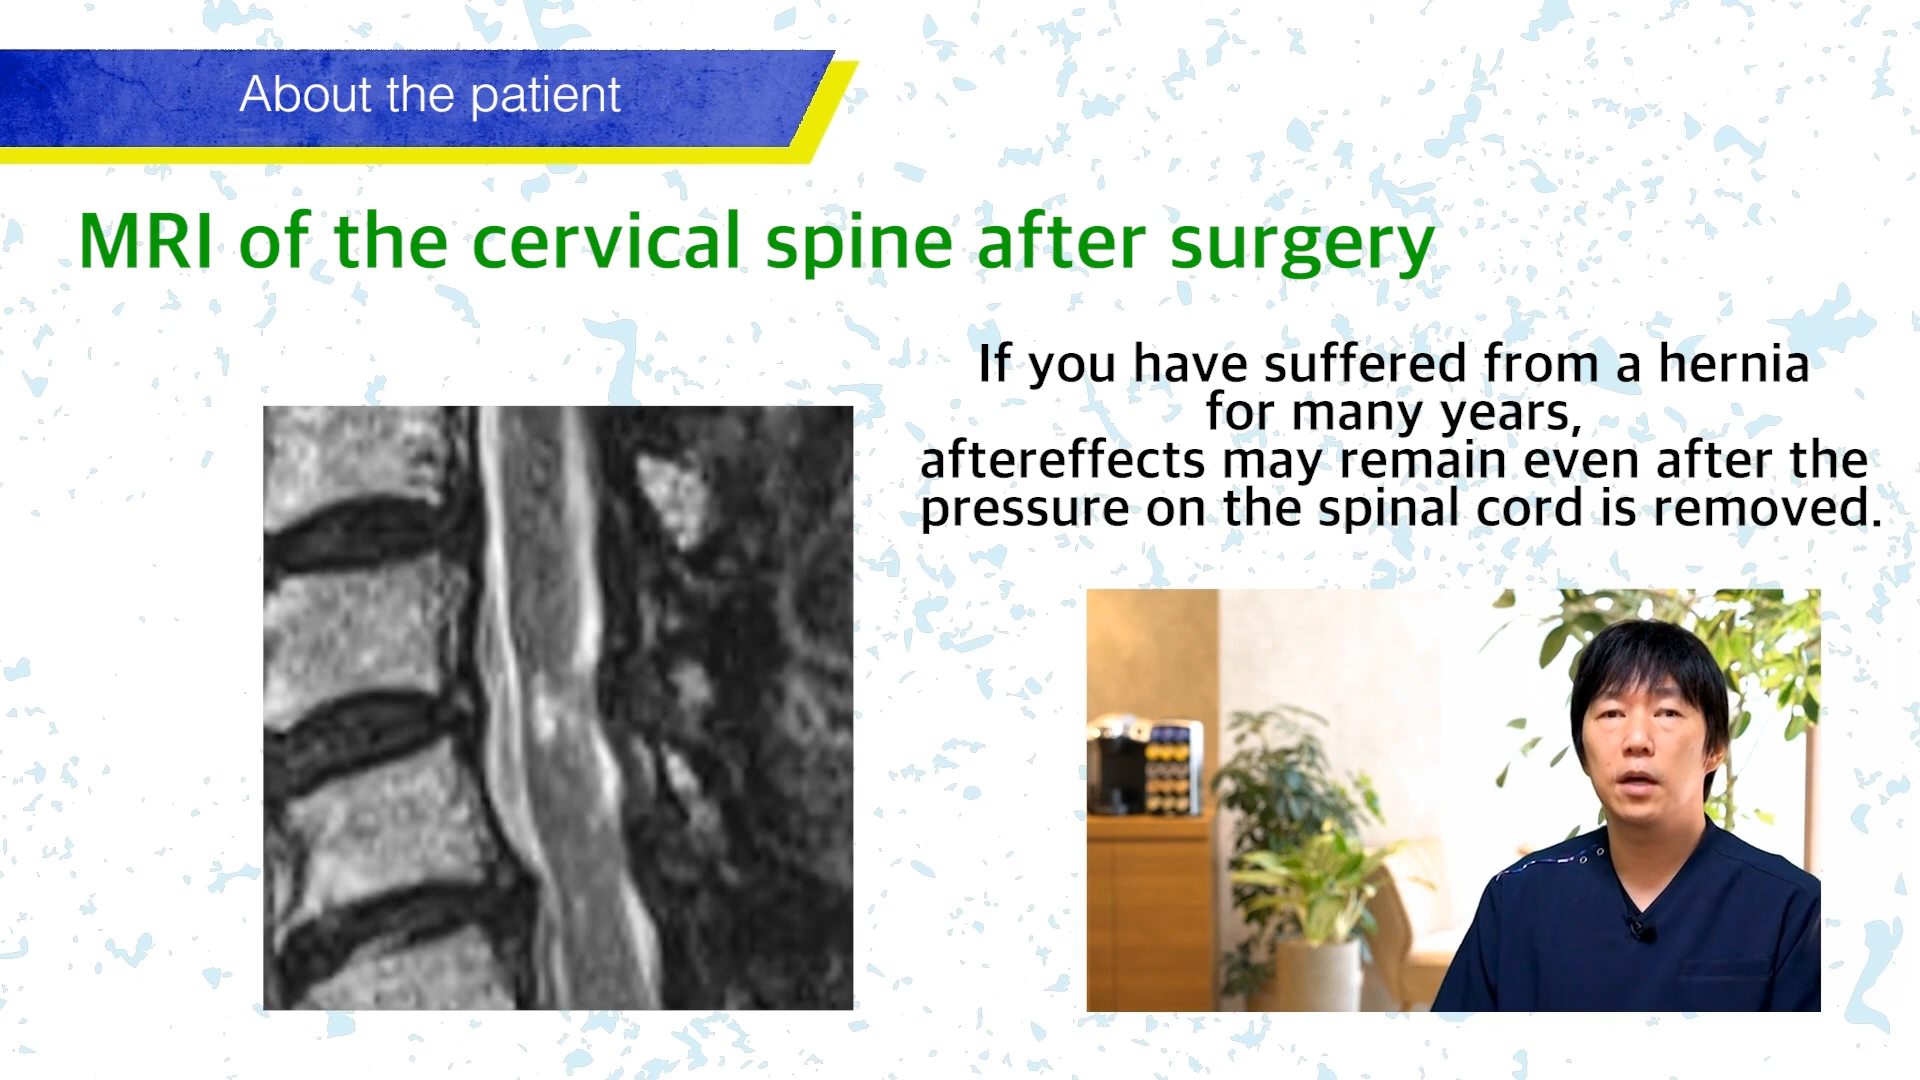 About the patient
MRI of the cervical spine after surgery
If you have suffered from a hernia
for many years,
aftereffects may remain even after the
pressure on the spinal cord is removed.